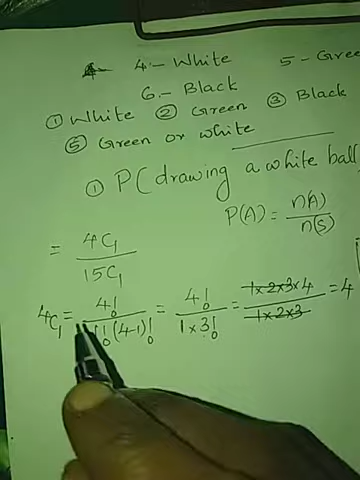 4 - White 5 - Gree
6 - Black
① White ② Green ③ Black
⑤ Green or white
① P(drawing a white ball
P(A) = n(A)/n(S)
= 4C₁/15C₁
4C₁ = 4!/1!(4-1)! = 4!/1×3! = 1×2×3×4/1×2×3 = 4